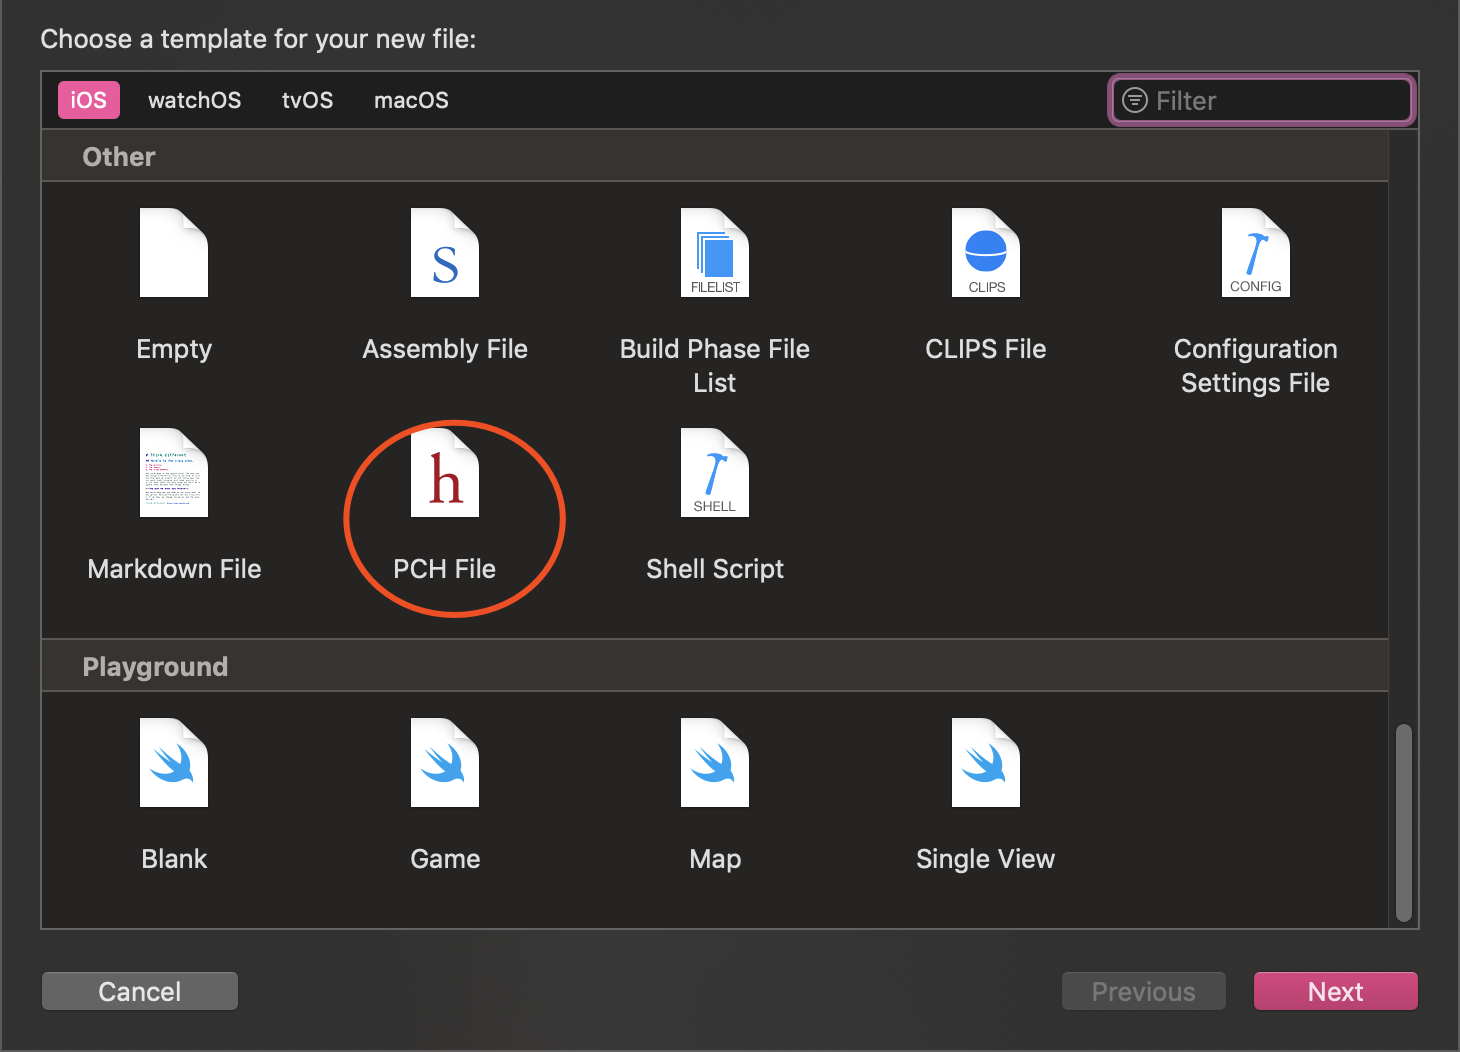 Choose a template for your new file:
iOS watchOS tvOS macOS Filter
Other
S FILELIST CLIPS CONFIG
Empty Assembly File Build Phase File List CLIPS File Configuration Settings File
h SHELL
Markdown File PCH File Shell Script
Playground
Blank Game Map Single View
Cancel Previous Next